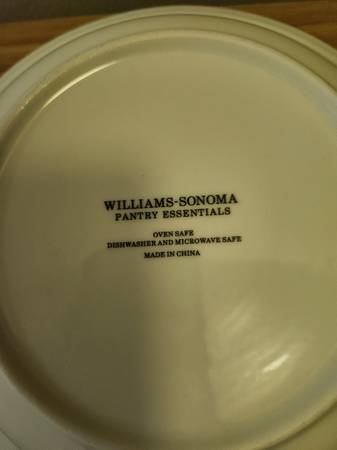 WILLIAMS-SONOMA
PANTRY ESSENTIALS
OVEN SAFE
DISHWASHER AND MICROWAVE SAFE
MADE IN CHINA